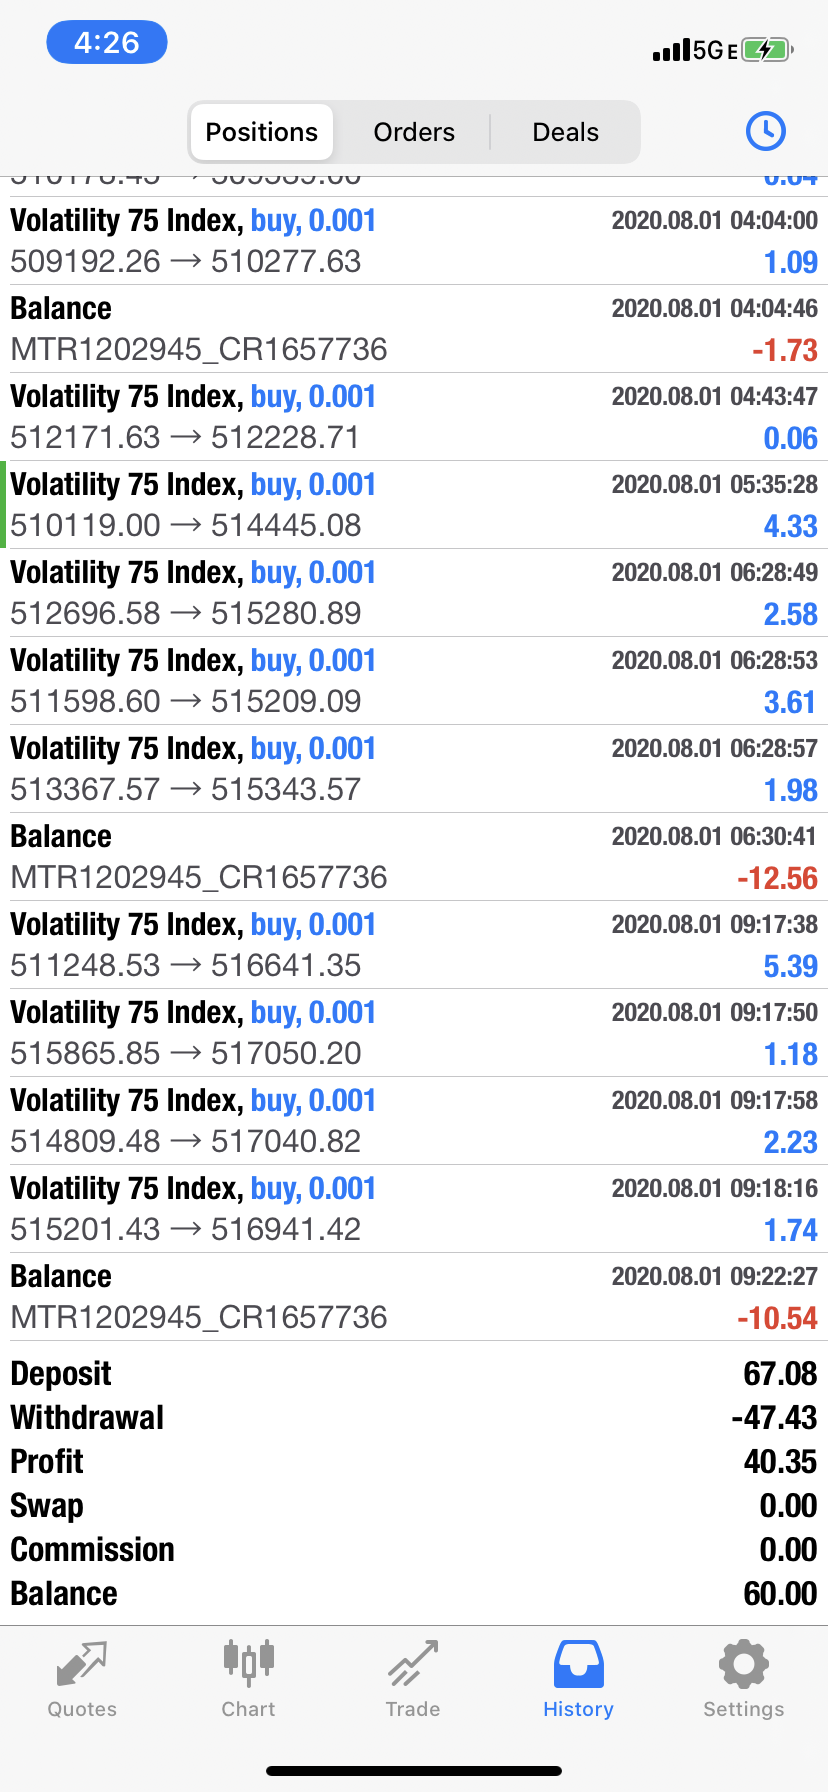 4:26
5G E
Positions Orders Deals
Volatility 75 Index, buy, 0.001 2020.08.01 04:04:00
509192.26 → 510277.63 1.09
Balance 2020.08.01 04:04:46
MTR1202945_CR1657736 -1.73
Volatility 75 Index, buy, 0.001 2020.08.01 04:43:47
512171.63 → 512228.71 0.06
Volatility 75 Index, buy, 0.001 2020.08.01 05:35:28
510119.00 → 514445.08 4.33
Volatility 75 Index, buy, 0.001 2020.08.01 06:28:49
512696.58 → 515280.89 2.58
Volatility 75 Index, buy, 0.001 2020.08.01 06:28:53
511598.60 → 515209.09 3.61
Volatility 75 Index, buy, 0.001 2020.08.01 06:28:57
513367.57 → 515343.57 1.98
Balance 2020.08.01 06:30:41
MTR1202945_CR1657736 -12.56
Volatility 75 Index, buy, 0.001 2020.08.01 09:17:38
511248.53 → 516641.35 5.39
Volatility 75 Index, buy, 0.001 2020.08.01 09:17:50
515865.85 → 517050.20 1.18
Volatility 75 Index, buy, 0.001 2020.08.01 09:17:58
514809.48 → 517040.82 2.23
Volatility 75 Index, buy, 0.001 2020.08.01 09:18:16
515201.43 → 516941.42 1.74
Balance 2020.08.01 09:22:27
MTR1202945_CR1657736 -10.54
Deposit 67.08
Withdrawal -47.43
Profit 40.35
Swap 0.00
Commission 0.00
Balance 60.00
Quotes Chart Trade History Settings